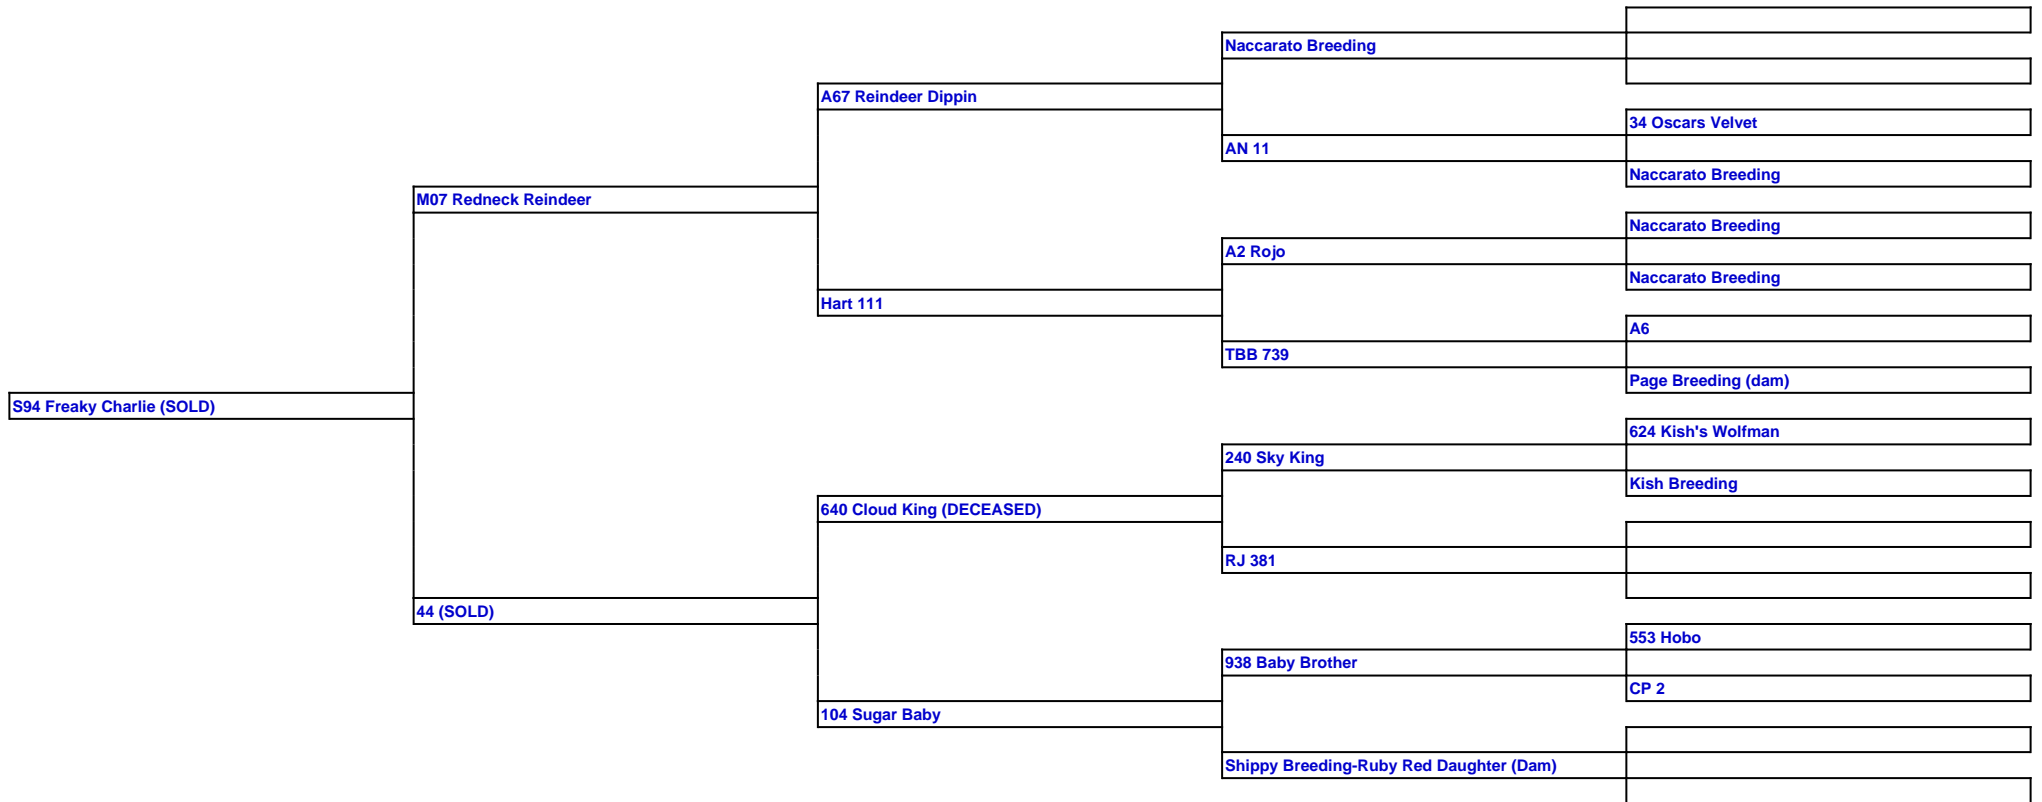 Naccarato Breeding
A67 Reindeer Dippin
34 Oscars Velvet
AN 11
Naccarato Breeding
M07 Redneck Reindeer
Naccarato Breeding
A2 Rojo
Naccarato Breeding
Hart 111
A6
TBB 739
Page Breeding (dam)
S94 Freaky Charlie (SOLD)
624 Kish's Wolfman
240 Sky King
Kish Breeding
640 Cloud King (DECEASED)
RJ 381
44 (SOLD)
553 Hobo
938 Baby Brother
CP 2
104 Sugar Baby
Shippy Breeding-Ruby Red Daughter (Dam)